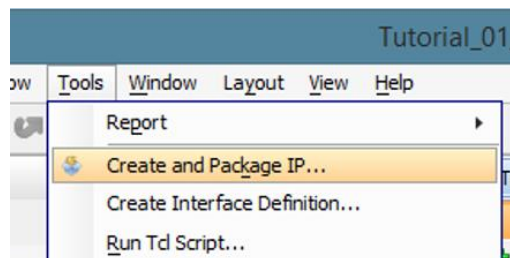 Tutorial_01
ow Tools Window Layout View Help
Report
Create and Package IP...
Create Interface Definition...
Run Tcl Script...